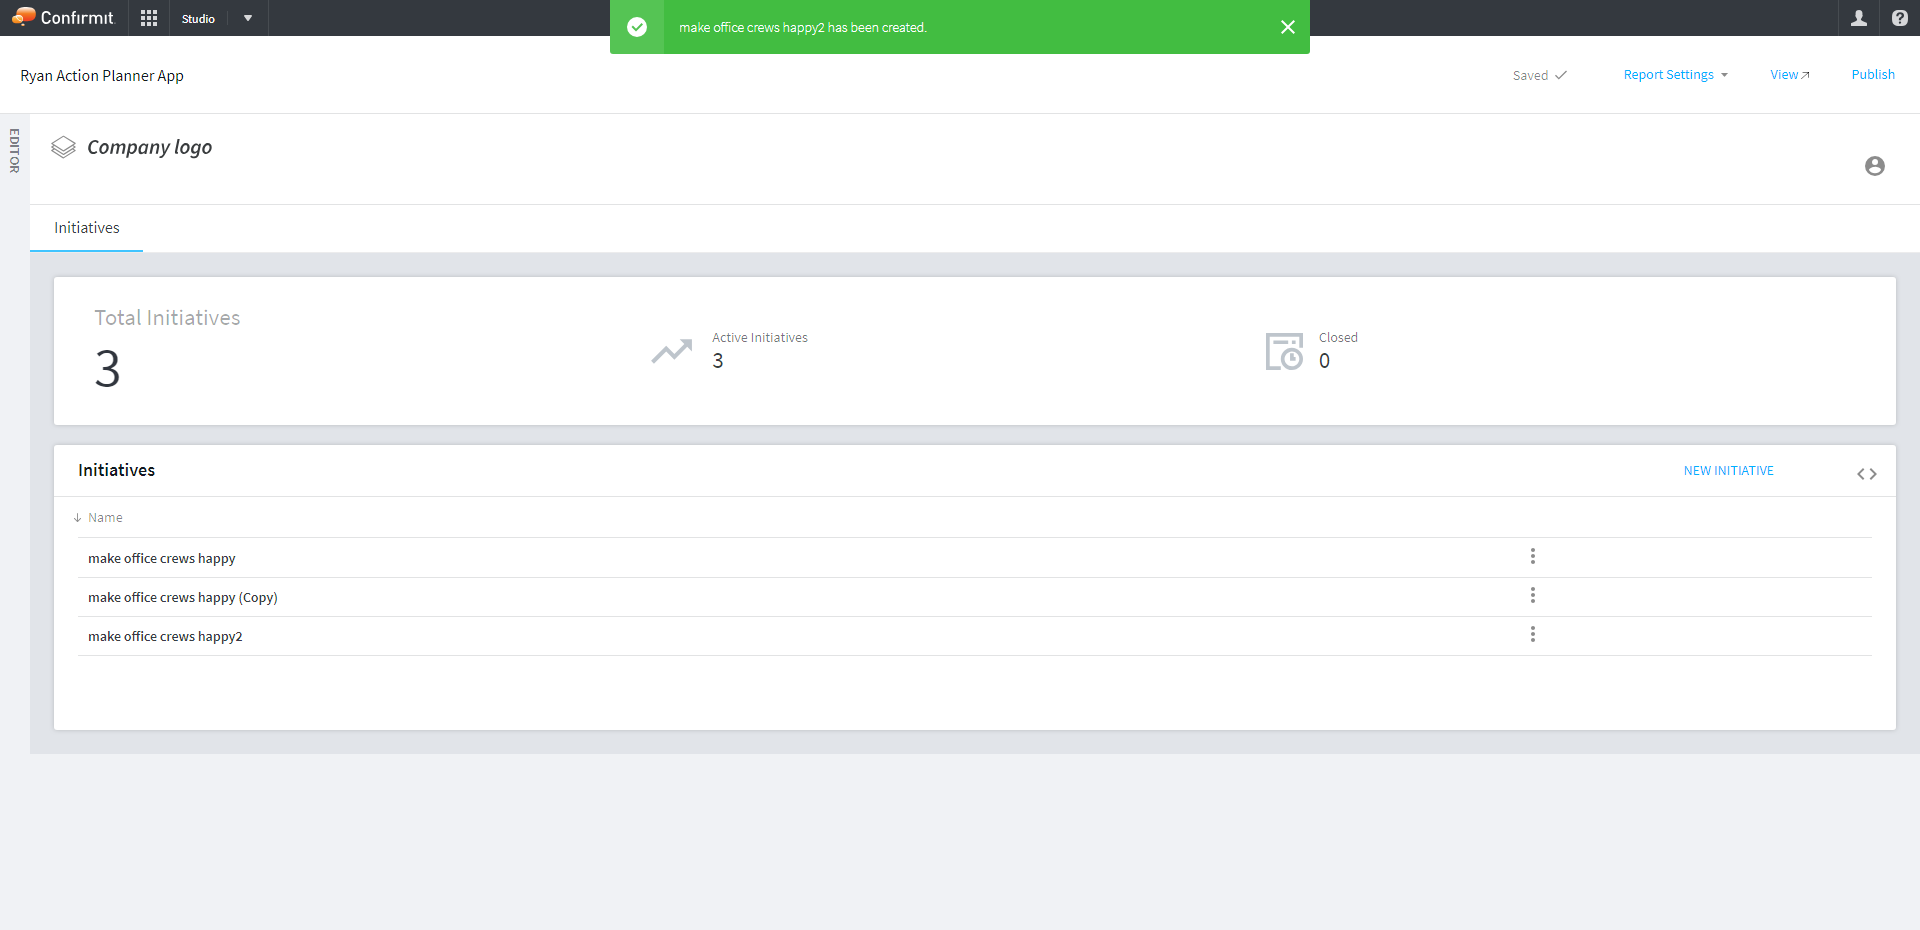 Confirmit
Studio
make office crews happy2 has been created.
Ryan Action Planner App
Saved
Report Settings
View
Publish
EDITOR
Company logo
Initiatives
Total Initiatives
3
Active Initiatives
3
Closed
0
Initiatives
NEW INITIATIVE
Name
make office crews happy
make office crews happy (Copy)
make office crews happy2